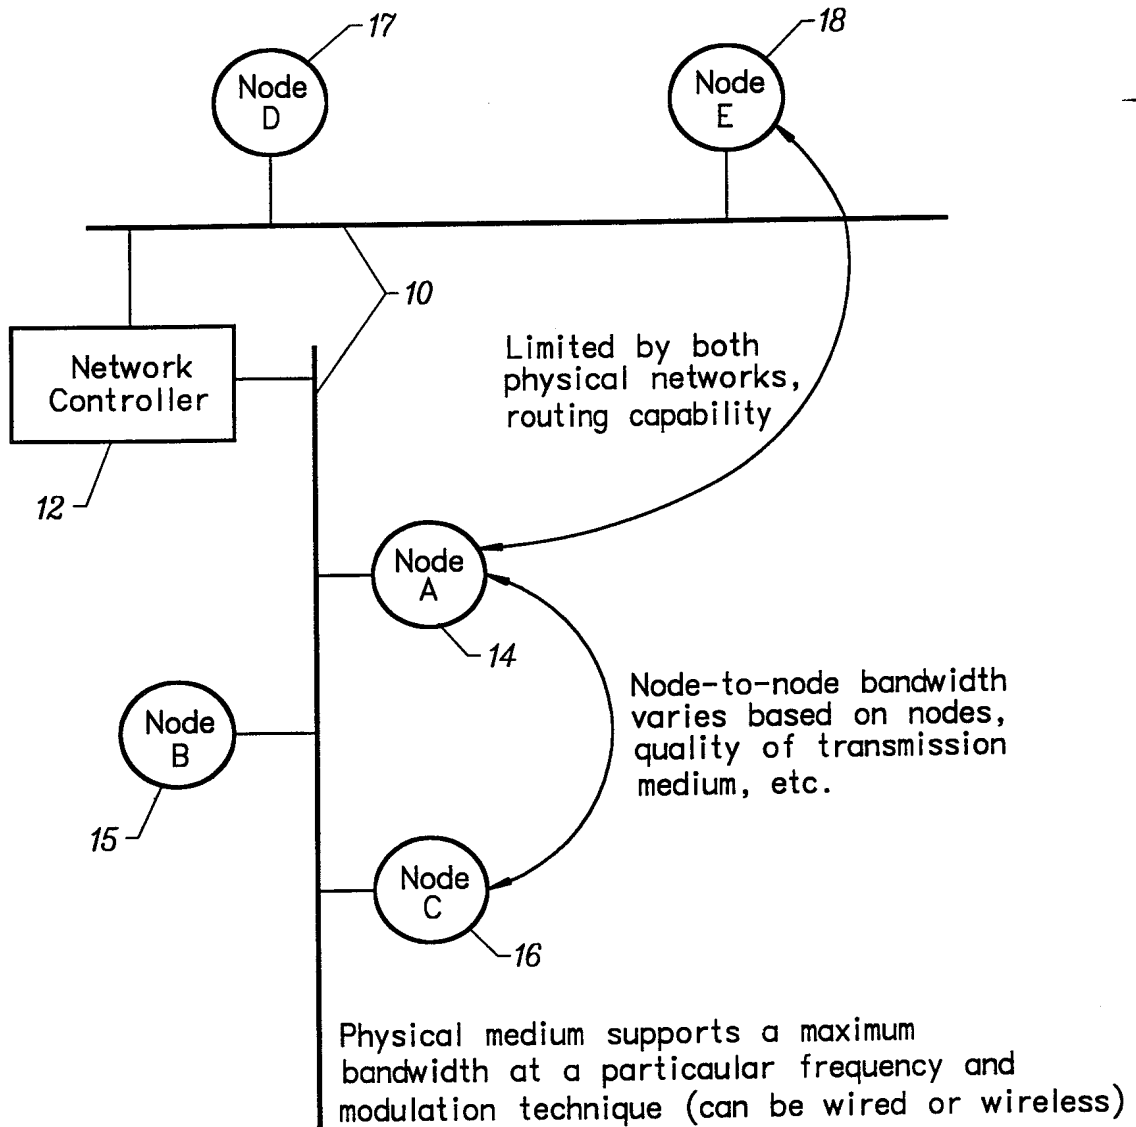 17
18
Node
D
Node
E
10
Network
Controller
Limited by both
physical networks,
routing capability
12
Node
A
14
Node-to-node bandwidth
varies based on nodes,
quality of transmission
medium, etc.
Node
B
15
Node
C
16
Physical medium supports a maximum
bandwidth at a particaular frequency and
modulation technique (can be wired or wireless)